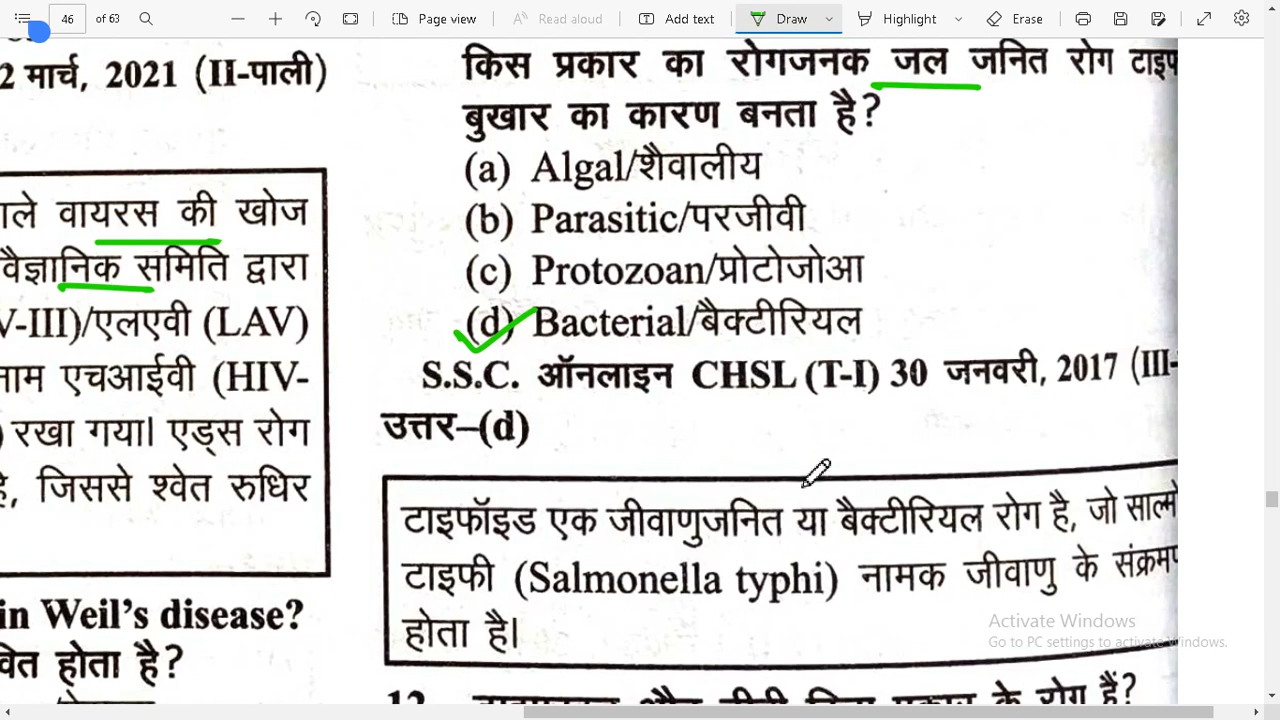 46 of 63
Page view
Read aloud
Add text
Draw
Highlight
Erase
2 मार्च, 2021 (II-पाली)
वायरस की खोज
वैज्ञानिक समिति द्वारा
V-III)/एलएवी (LAV)
एचआईवी (HIV-
रखा गया। एड्स रोग
जिससे श्वेत रुधिर
in Weil's disease?
होता है?
किस प्रकार का रोगजनक जल जनित रोग
बुखार का कारण बनता है?
(a) Algal/शैवालीय
(b) Parasitic/परजीवी
(c) Protozoan/प्रोटोजोआ
(d) Bacterial/बैक्टीरियल
S.S.C. ऑनलाइन CHSL (T-I) 30 जनवरी, 2017 (III-
उत्तर–(d)
टाइफॉइड एक जीवाणुजनित या बैक्टीरियल रोग है, जो
टाइफी (Salmonella typhi) नामक जीवाणु के
होता है।
Activate Windows
Go to PC settings to activate Windows.